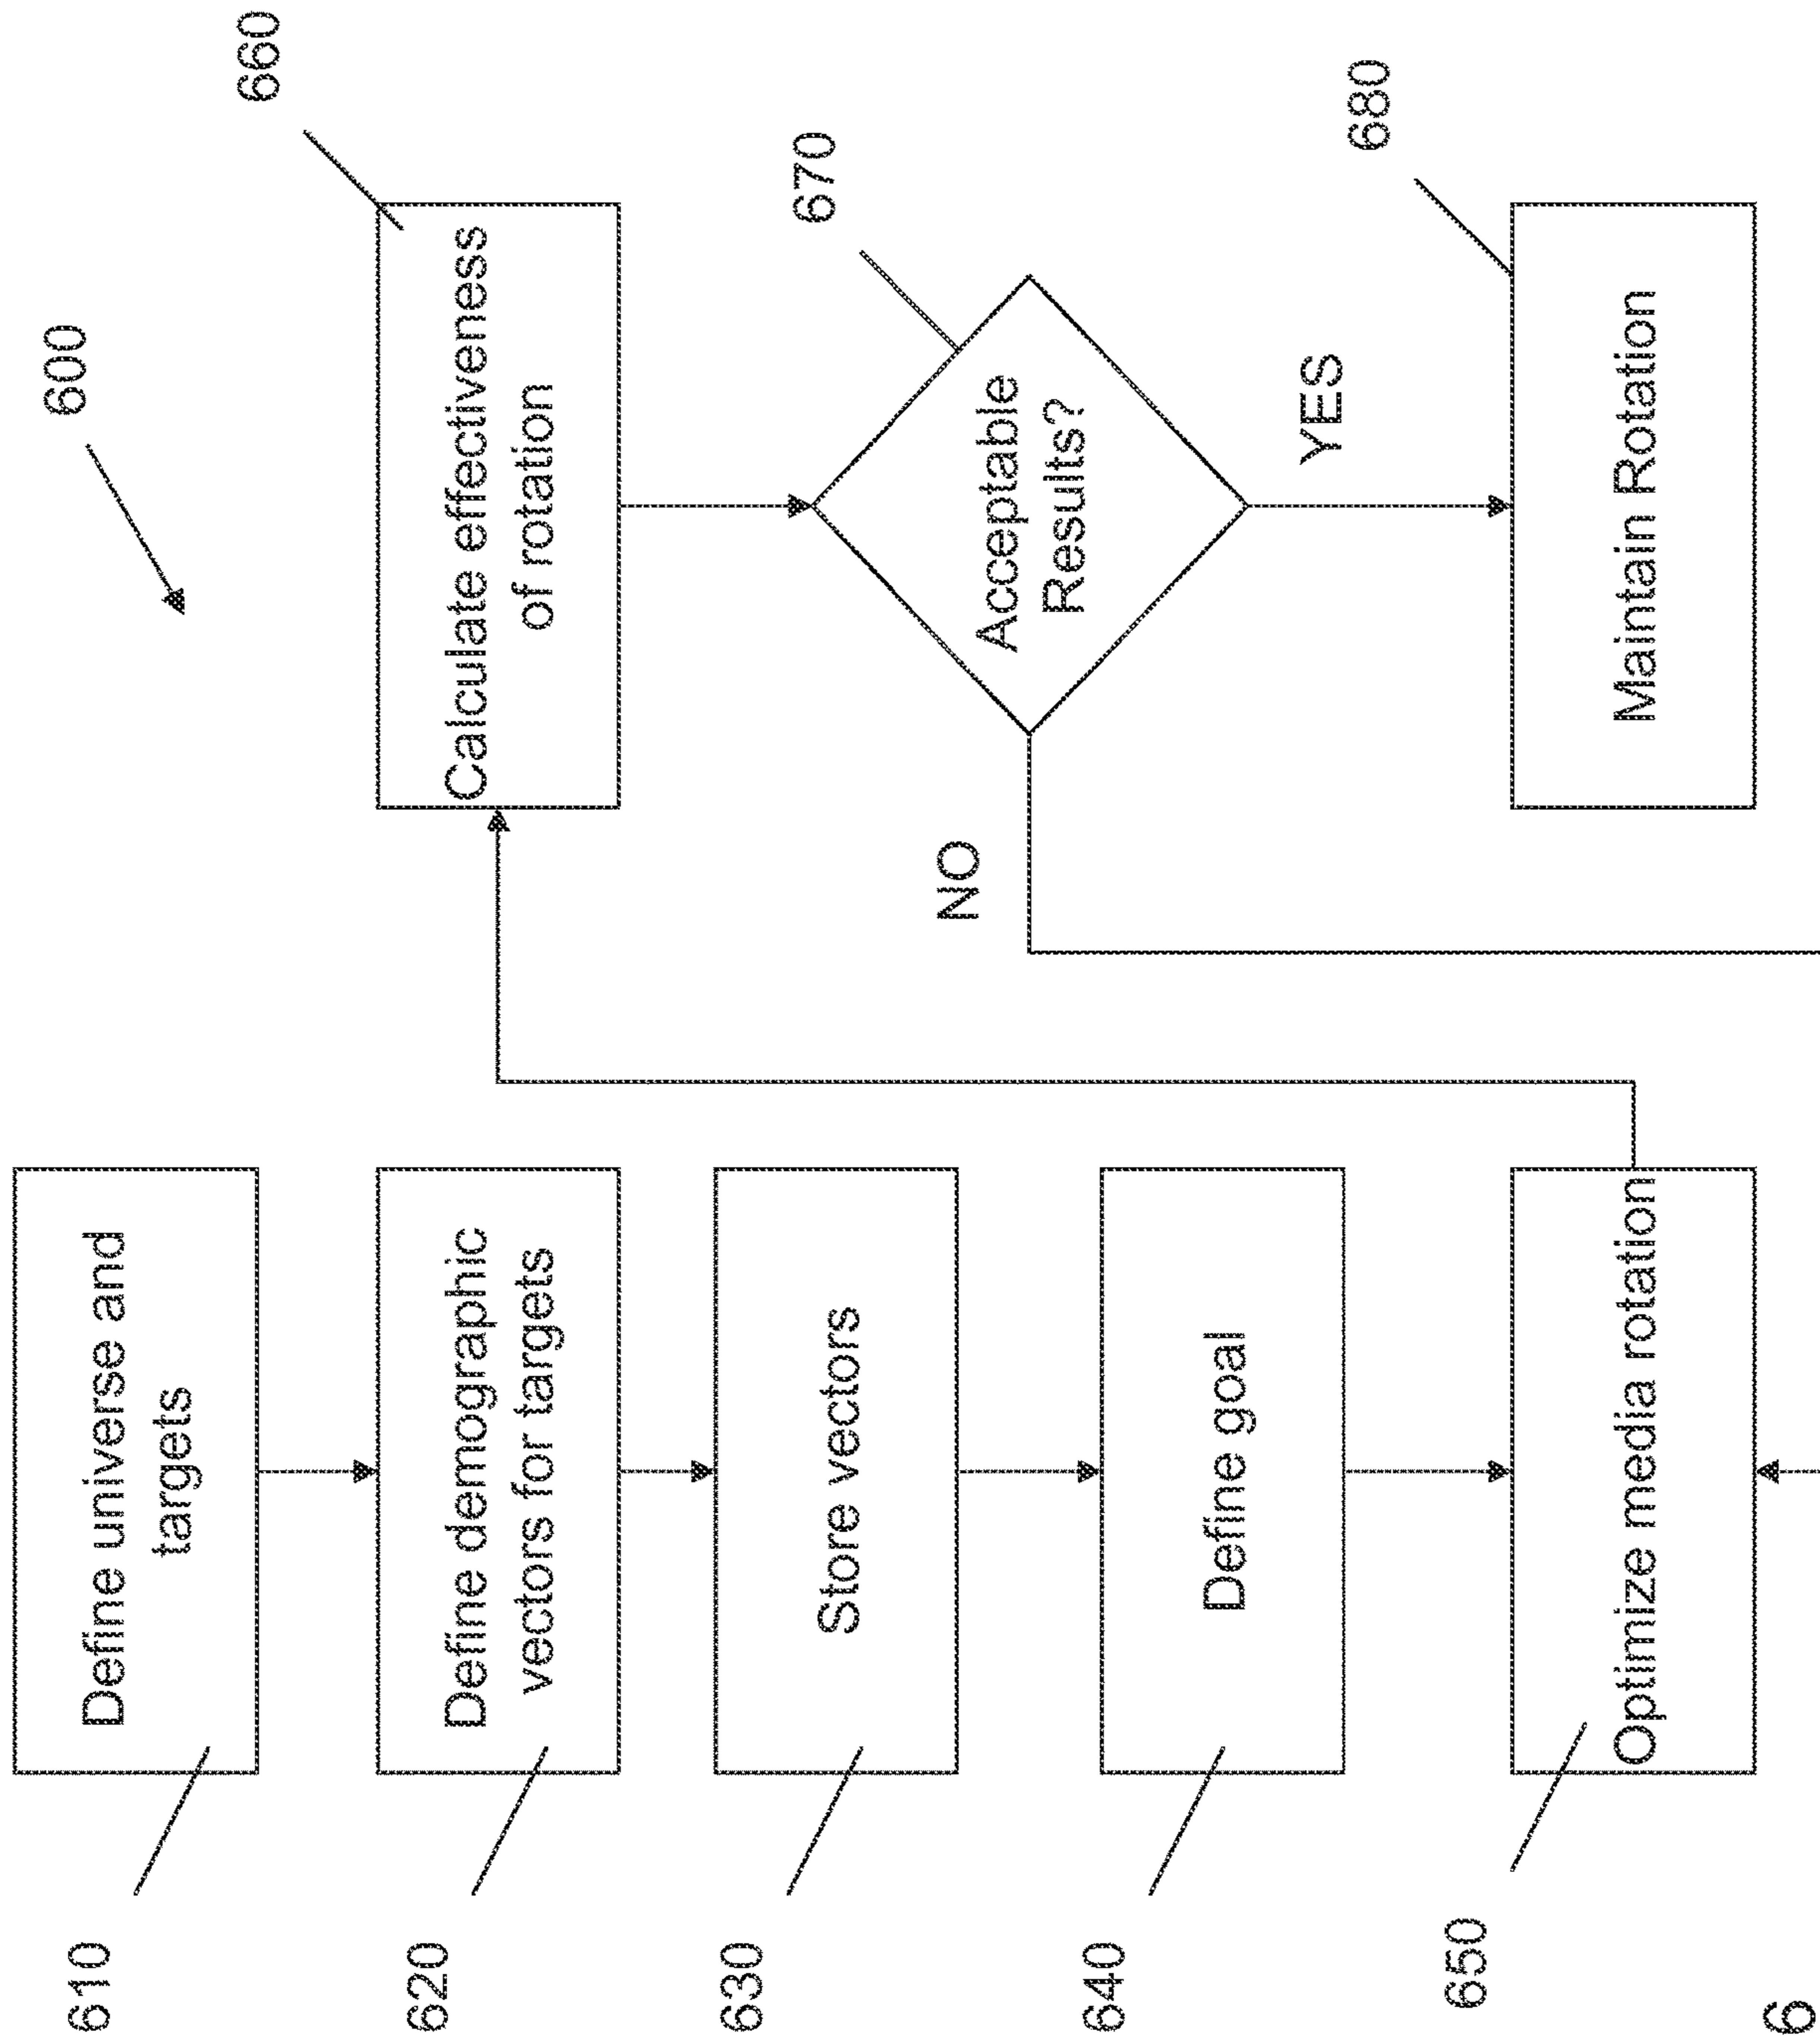 600
610
Define universe and
targets
620
Define demographic
vectors for targets
630
Store vectors
640
Define goal
650
Optimize media rotation
660
Calculate effectiveness
of rotation
670
Acceptable
Results?
NO
YES
680
Maintain Rotation
6